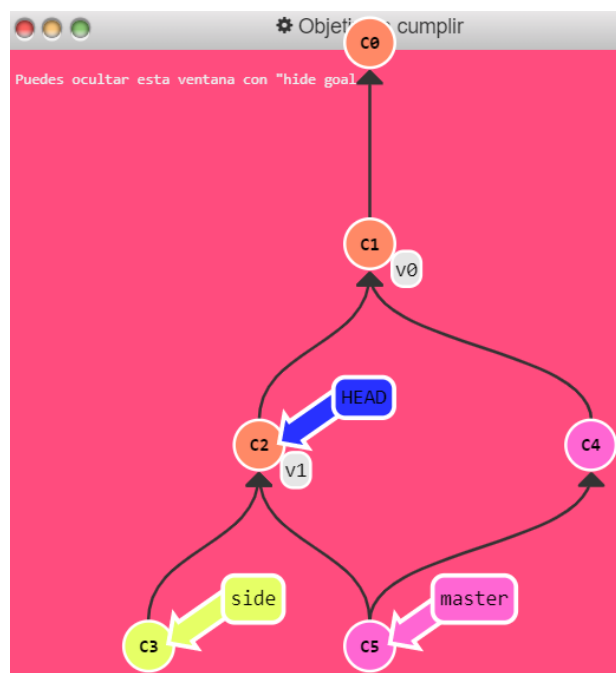 Objeti cumplir
C0
Puedes ocultar esta ventana con "hide goal
C1
v0
HEAD
C2
C4
v1
side
master
C3
C5